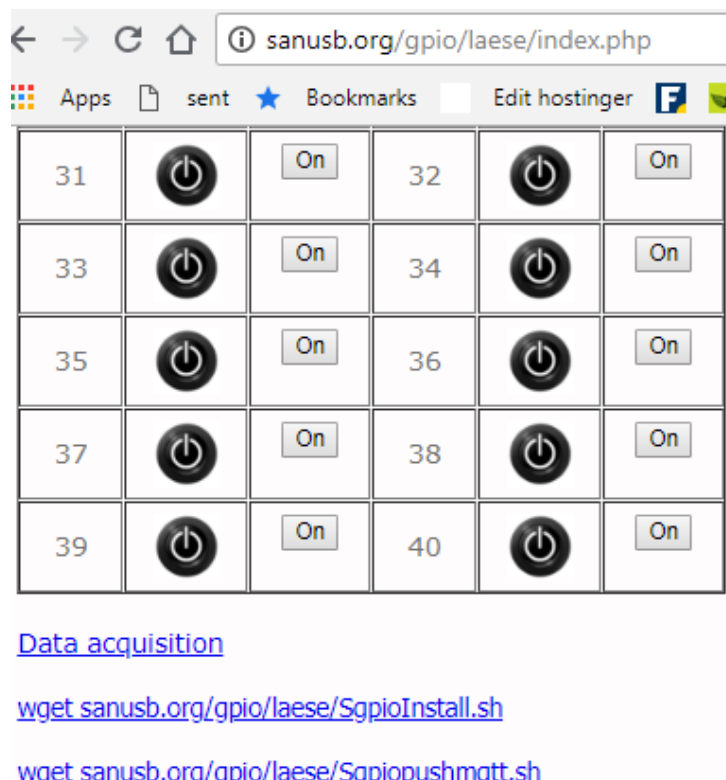 sanusb.org/gpio/laese/index.php
Apps sent Bookmarks Edit hostinger F
31 On 32 On
33 On 34 On
35 On 36 On
37 On 38 On
39 On 40 On
Data acquisition
wget sanusb.org/gpio/laese/SgpioInstall.sh
wget sanusb.org/gpio/laese/Sgpiopushmqtt.sh